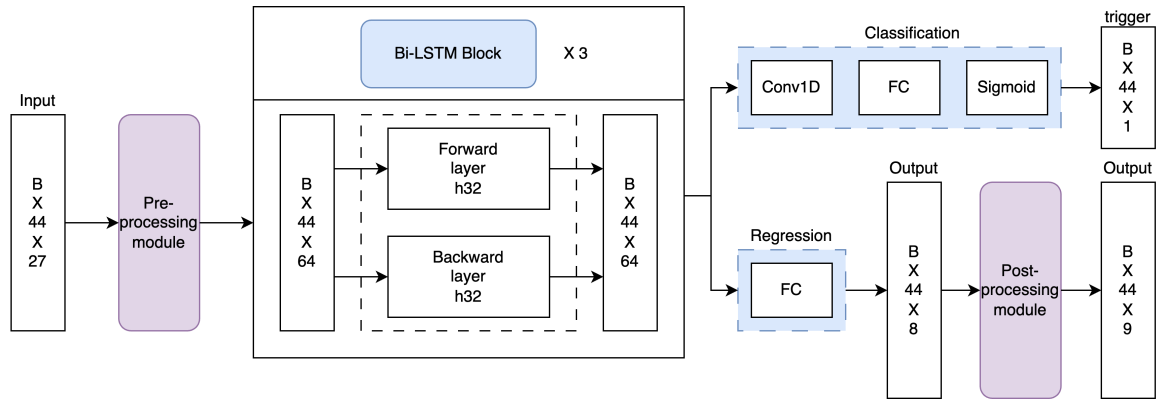 Input
B
X
44
X
27
Pre-
processing
module
Bi-LSTM Block
X 3
B
X
44
X
64
Forward
layer
h32
Backward
layer
h32
B
X
44
X
64
Classification
Conv1D
FC
Sigmoid
trigger
B
X
44
X
1
Regression
FC
Output
B
X
44
X
8
Post-
processing
module
Output
B
X
44
X
9